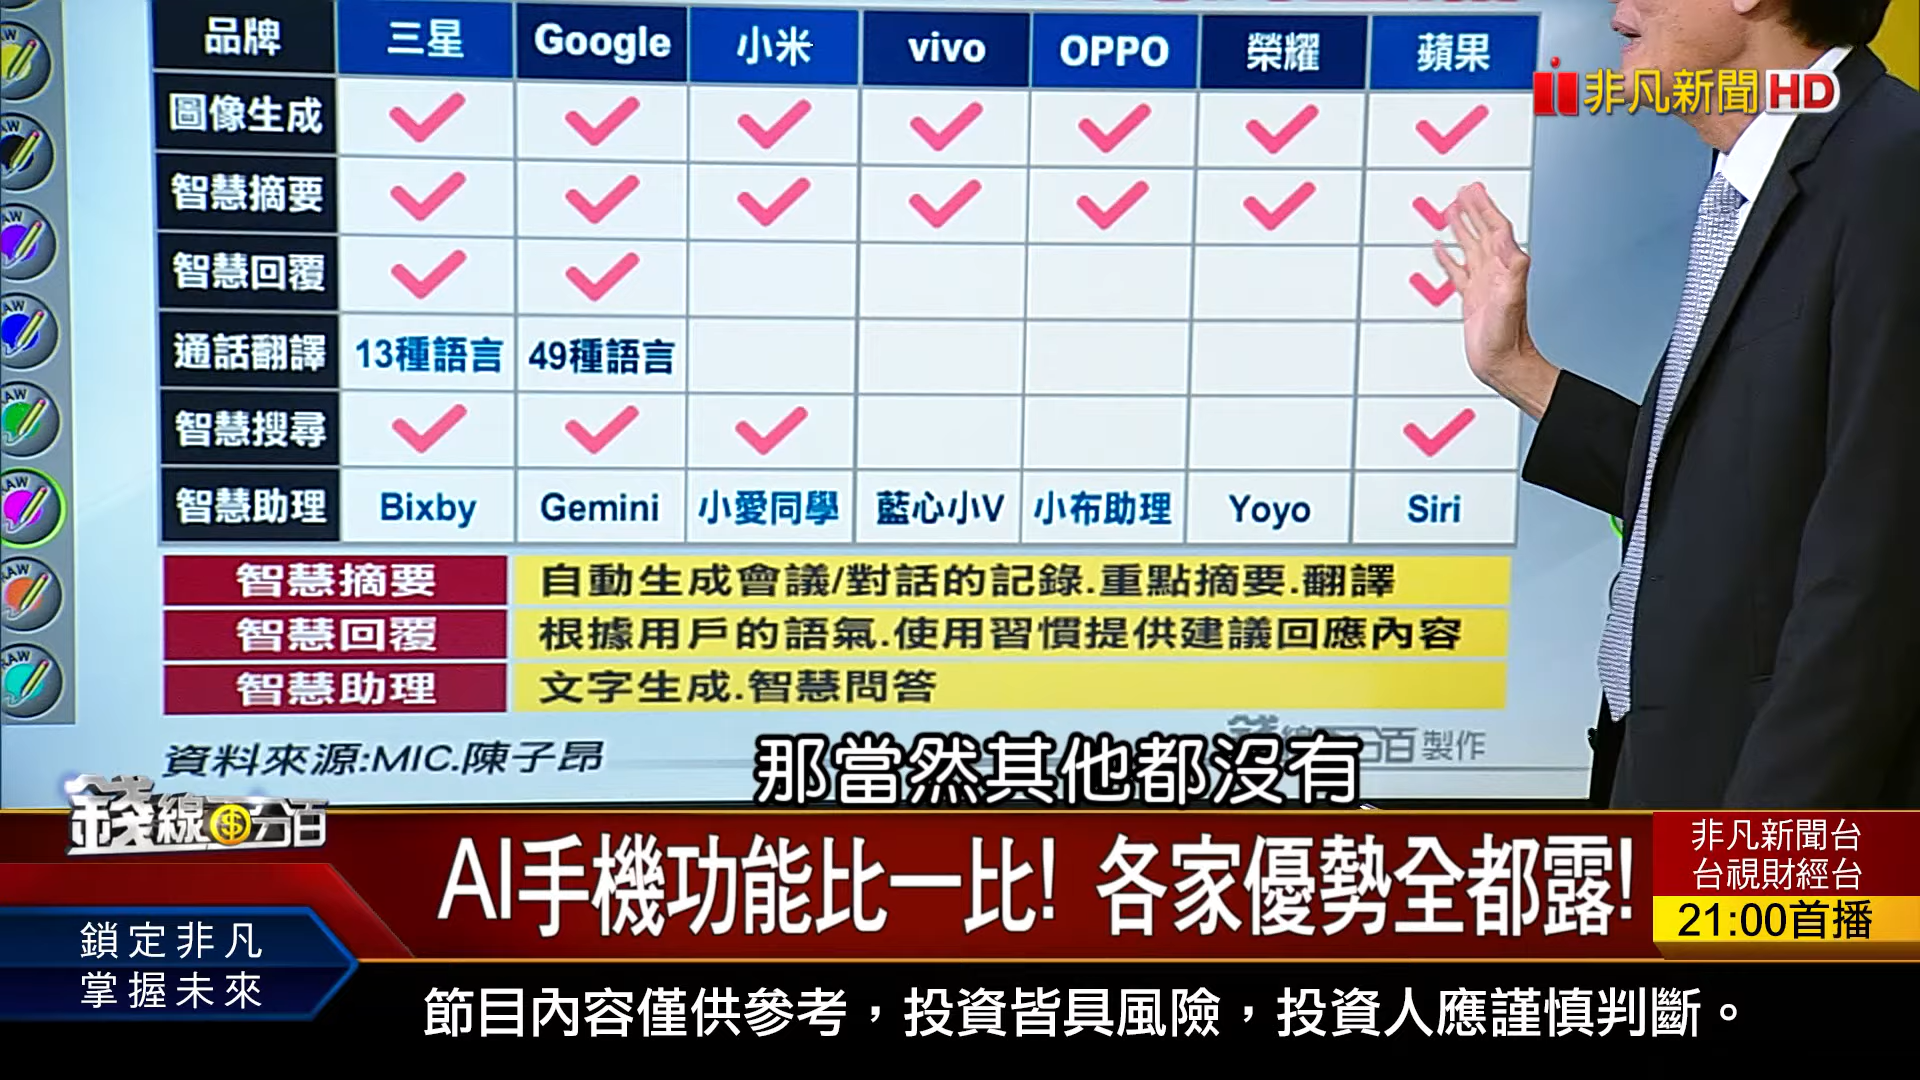 品牌 三星 Google 小米 vivo OPPO 榮耀 蘋果
非凡新聞HD
圖像生成
智慧摘要
智慧回覆
通話翻譯 13種語言 49種語言
智慧搜尋
智慧助理 Bixby Gemini 小愛同學 藍心小V 小布助理 Yoyo Siri
智慧摘要 自動生成會議/對話的記錄.重點摘要.翻譯
智慧回覆 根據用戶的語氣.使用習慣提供建議回應內容
智慧助理 文字生成.智慧問答
資料來源:MIC.陳子昂
製作
那當然其他都沒有
錢線百分百
AI手機功能比一比! 各家優勢全都露!
非凡新聞台
台視財經台
21:00首播
鎖定非凡
掌握未來
節目內容僅供參考，投資皆具風險，投資人應謹慎判斷。